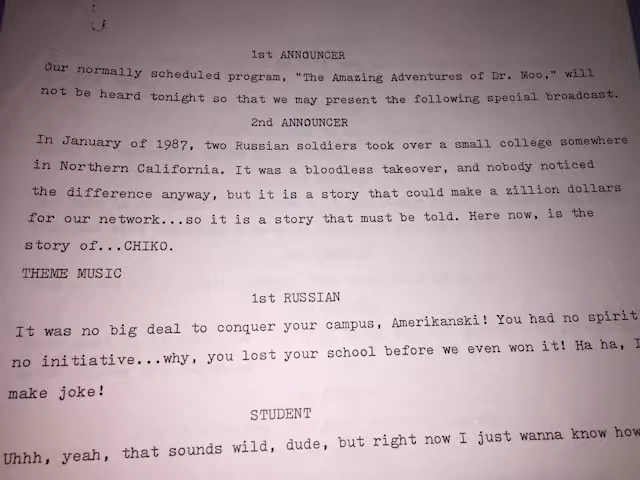 1st ANNOUNCER
Our normally scheduled program, "The Amazing Adventures of Dr. Moo," will
not be heard tonight so that we may present the following special broadcast.
2nd ANNOUNCER
In January of 1987, two Russian soldiers took over a small college somewhere
in Northern California. It was a bloodless takeover, and nobody noticed
the difference anyway, but it is a story that could make a zillion dollars
for our network...so it is a story that must be told. Here now, is the
story of...CHIKO.
THEME MUSIC
1st RUSSIAN
It was no big deal to conquer your campus, Amerikanski! You had no spirit
no initiative...why, you lost your school before we even won it! Ha ha, I
make joke!
STUDENT
Uhhh, yeah, that sounds wild, dude, but right now I just wanna know how